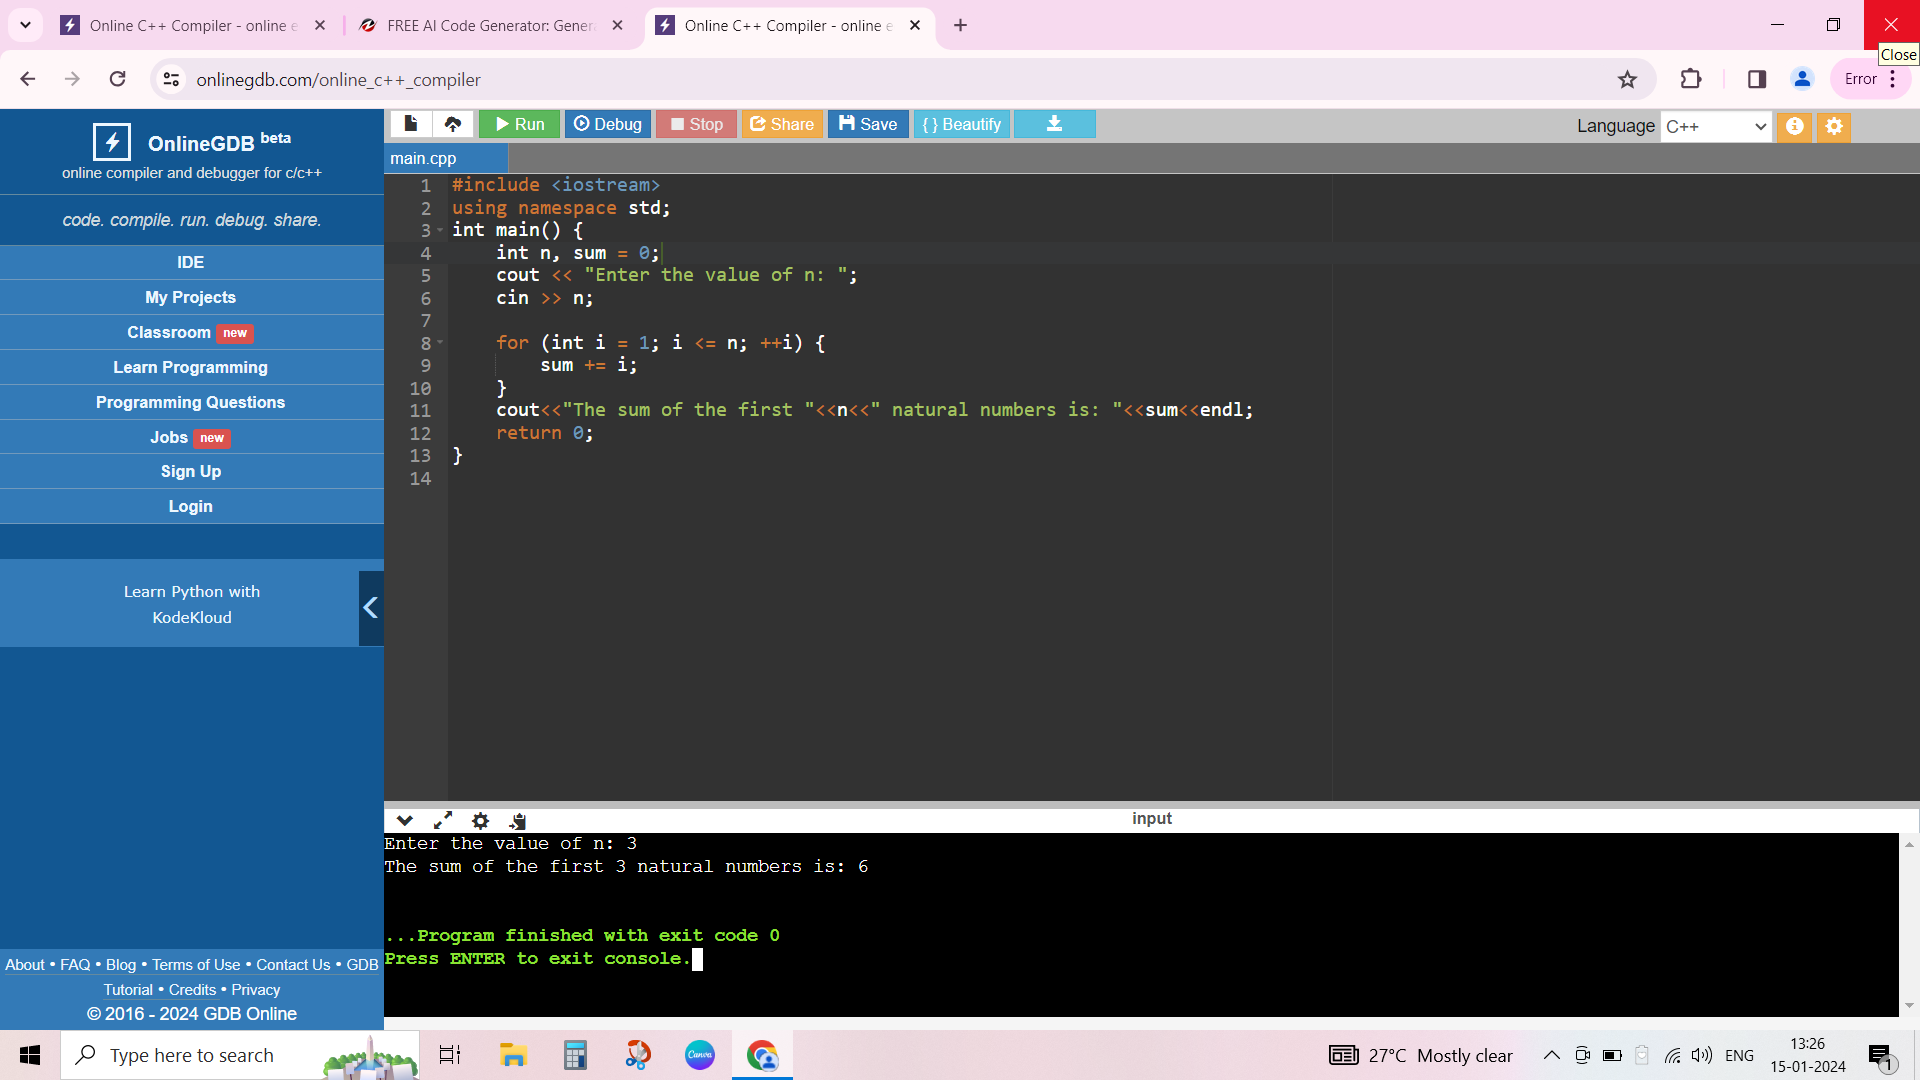 Online C++ Compiler - online e
FREE AI Code Generator: Genera
Online C++ Compiler - online e
Close
onlinegdb.com/online_c++_compiler
Error
OnlineGDB beta
online compiler and debugger for c/c++
code. compile. run. debug. share.
IDE
My Projects
Classroom new
Learn Programming
Programming Questions
Jobs new
Sign Up
Login
Learn Python with
KodeKloud
About • FAQ • Blog • Terms of Use • Contact Us • GDB
Tutorial • Credits • Privacy
© 2016 - 2024 GDB Online
Run Debug Stop Share Save { } Beautify
Language C++
main.cpp
1 #include <iostream>
2 using namespace std;
3 int main() {
4     int n, sum = 0;
5     cout << "Enter the value of n: ";
6     cin >> n;
7
8     for (int i = 1; i <= n; ++i) {
9         sum += i;
10     }
11     cout<<"The sum of the first "<<n<<" natural numbers is: "<<sum<<endl;
12     return 0;
13 }
14
input
Enter the value of n: 3
The sum of the first 3 natural numbers is: 6
...Program finished with exit code 0
Press ENTER to exit console.
Type here to search
Canva
27°C Mostly clear
ENG
13:26
15-01-2024
1